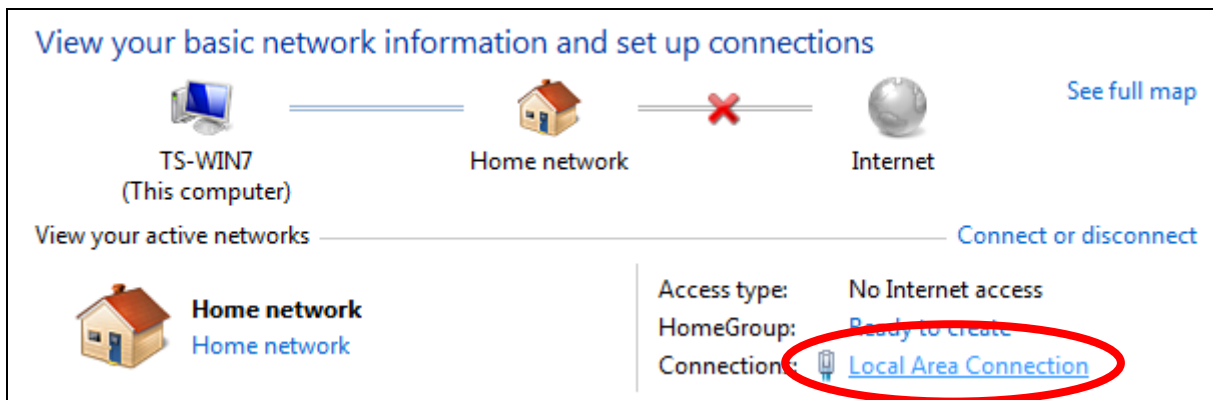 View your basic network information and set up connections
See full map
TS-WIN7
(This computer)
Home network
Internet
View your active networks
Connect or disconnect
Home network
Home network
Access type: No Internet access
HomeGroup: Ready to create
Connections: Local Area Connection